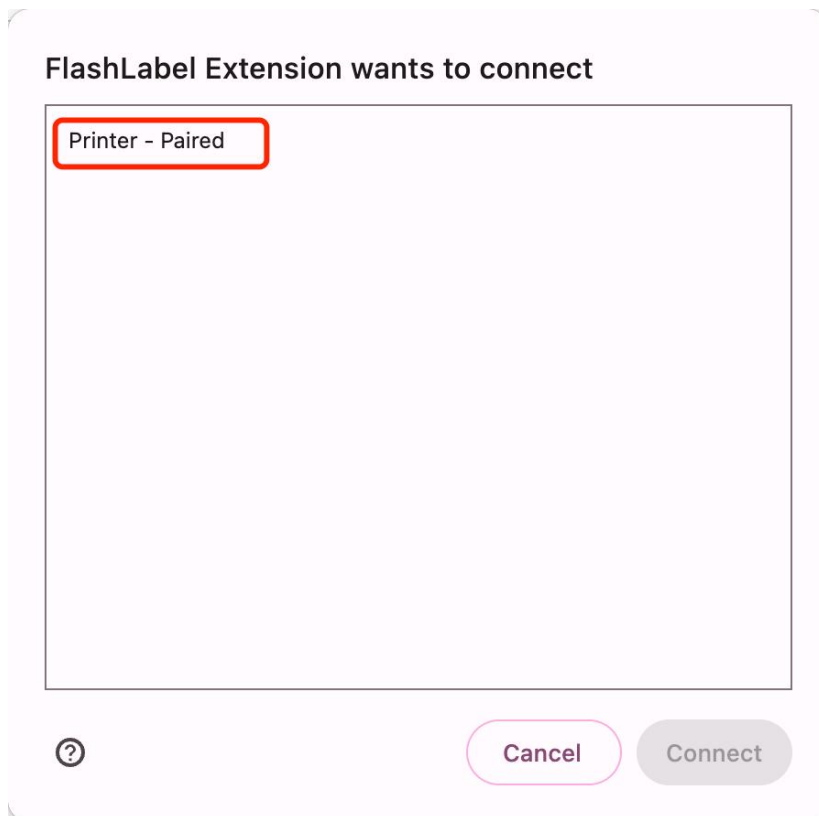 FlashLabel Extension wants to connect
Printer - Paired
?
Cancel
Connect